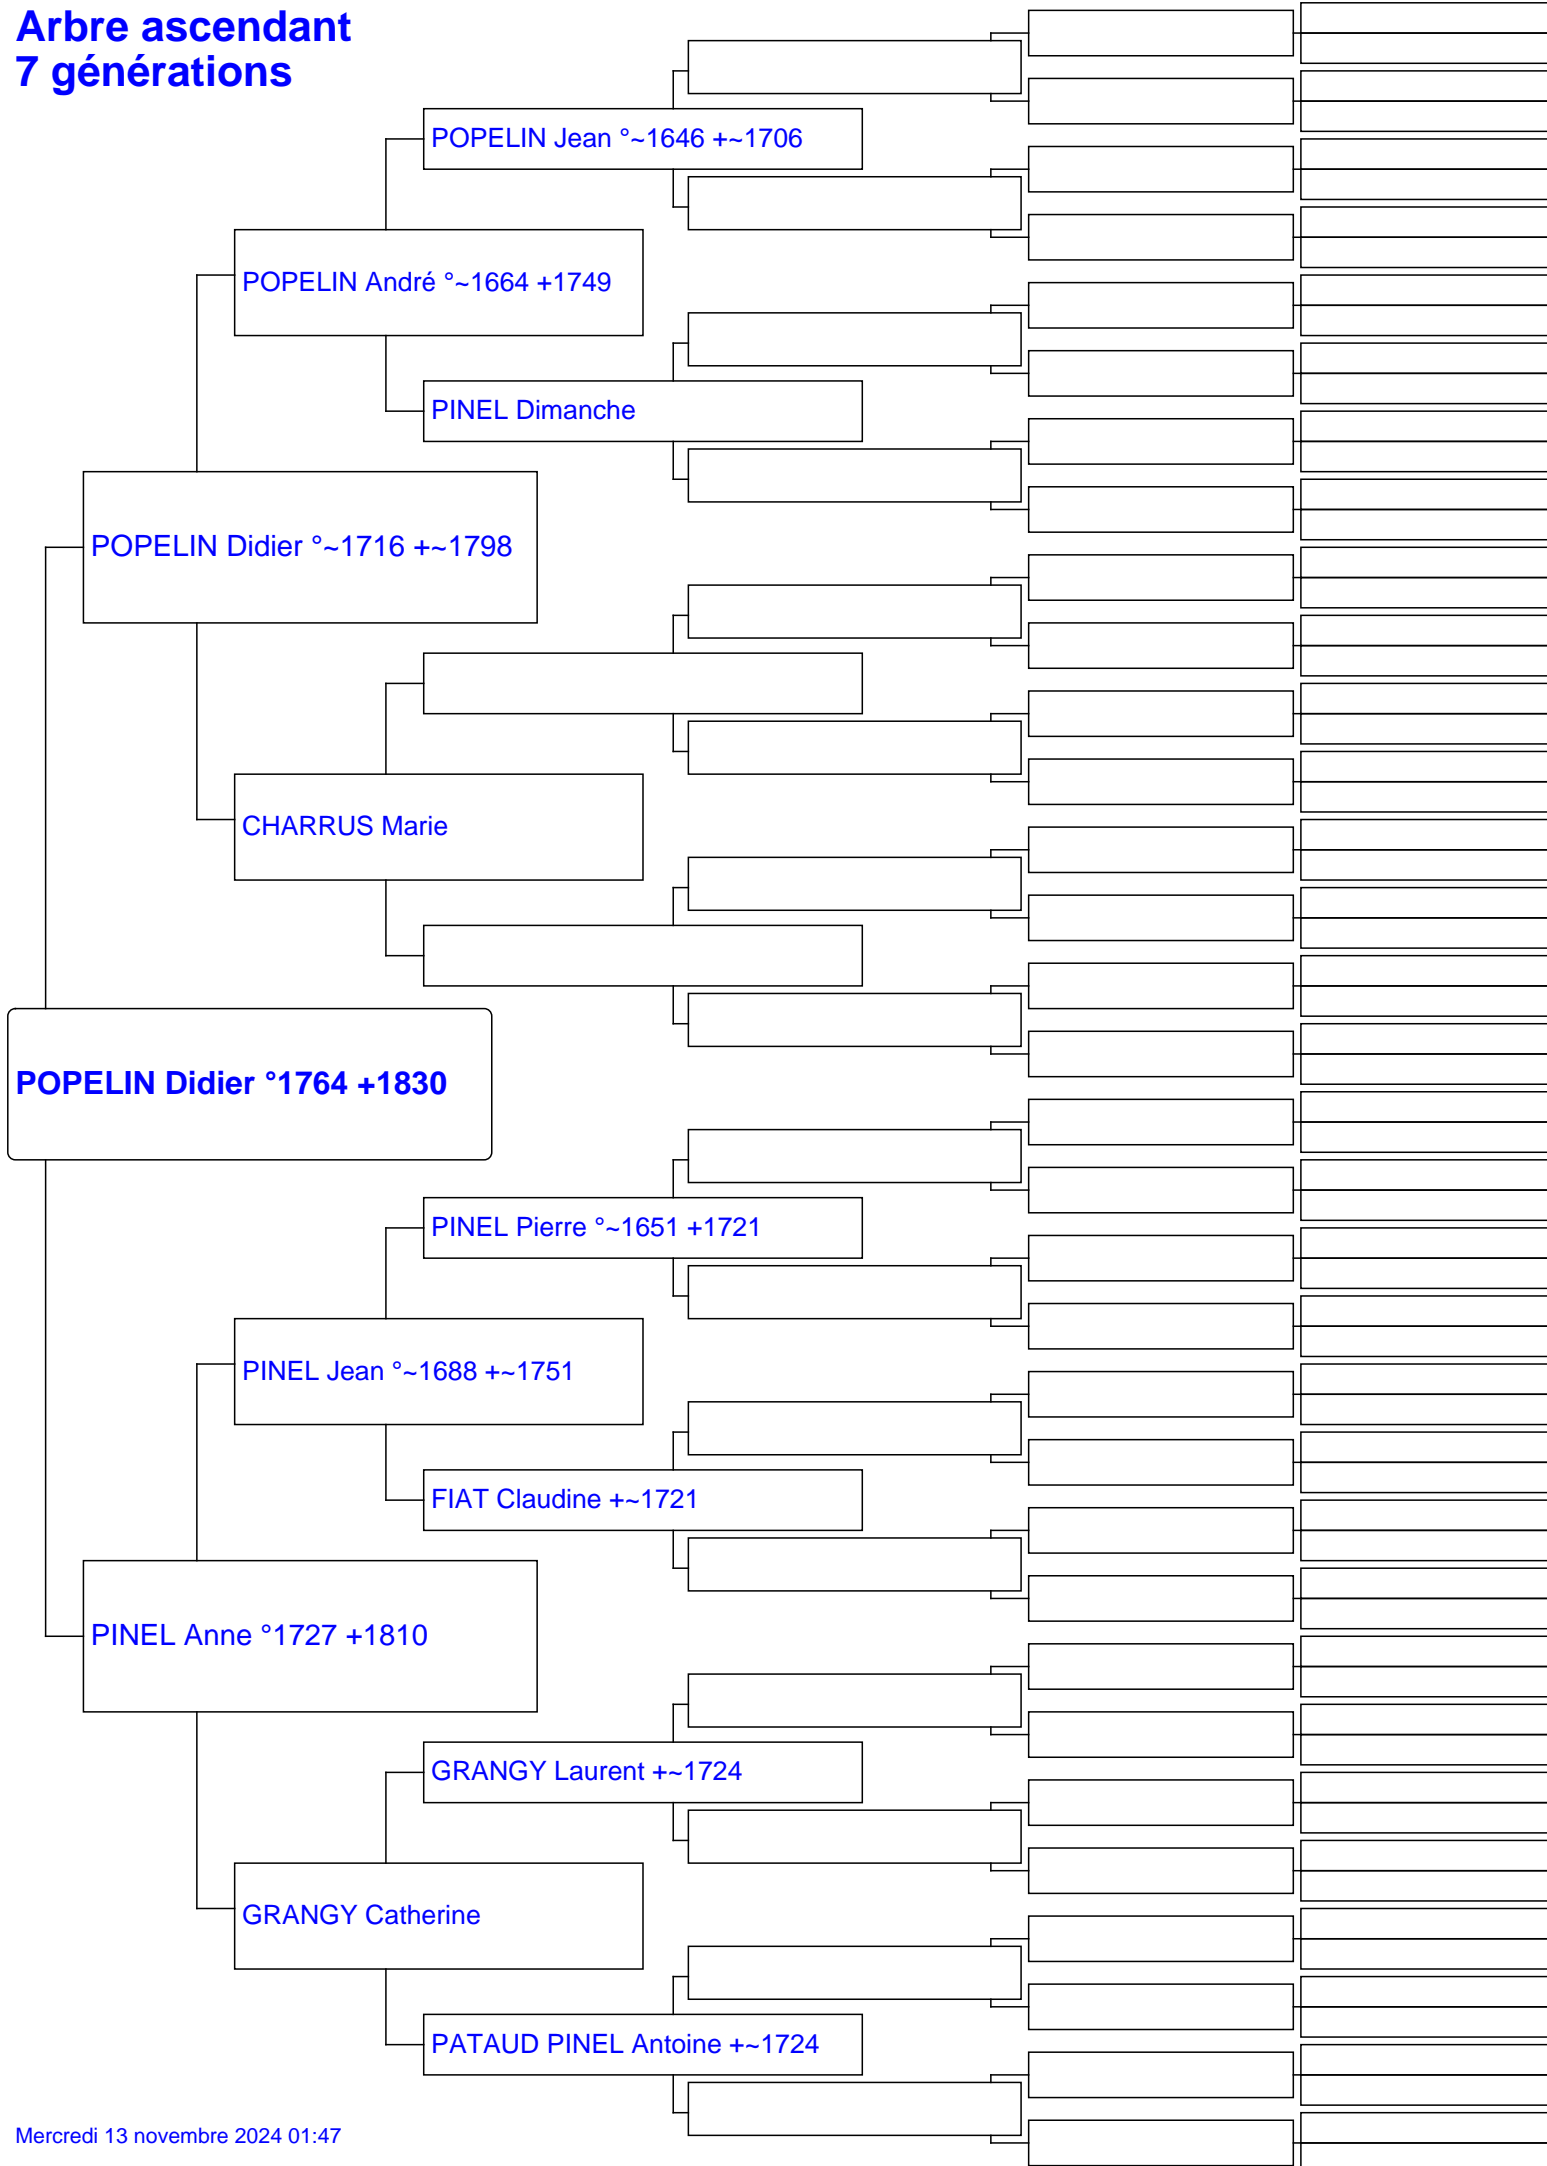 Arbre ascendant
7 générations
POPELIN Jean °~1646 +~1706
POPELIN André °~1664 +1749
PINEL Dimanche
POPELIN Didier °~1716 +~1798
CHARRUS Marie
POPELIN Didier °1764 +1830
PINEL Pierre °~1651 +1721
PINEL Jean °~1688 +~1751
FIAT Claudine +~1721
PINEL Anne °1727 +1810
GRANGY Laurent +~1724
GRANGY Catherine
PATAUD PINEL Antoine +~1724
Mercredi 13 novembre 2024 01:47